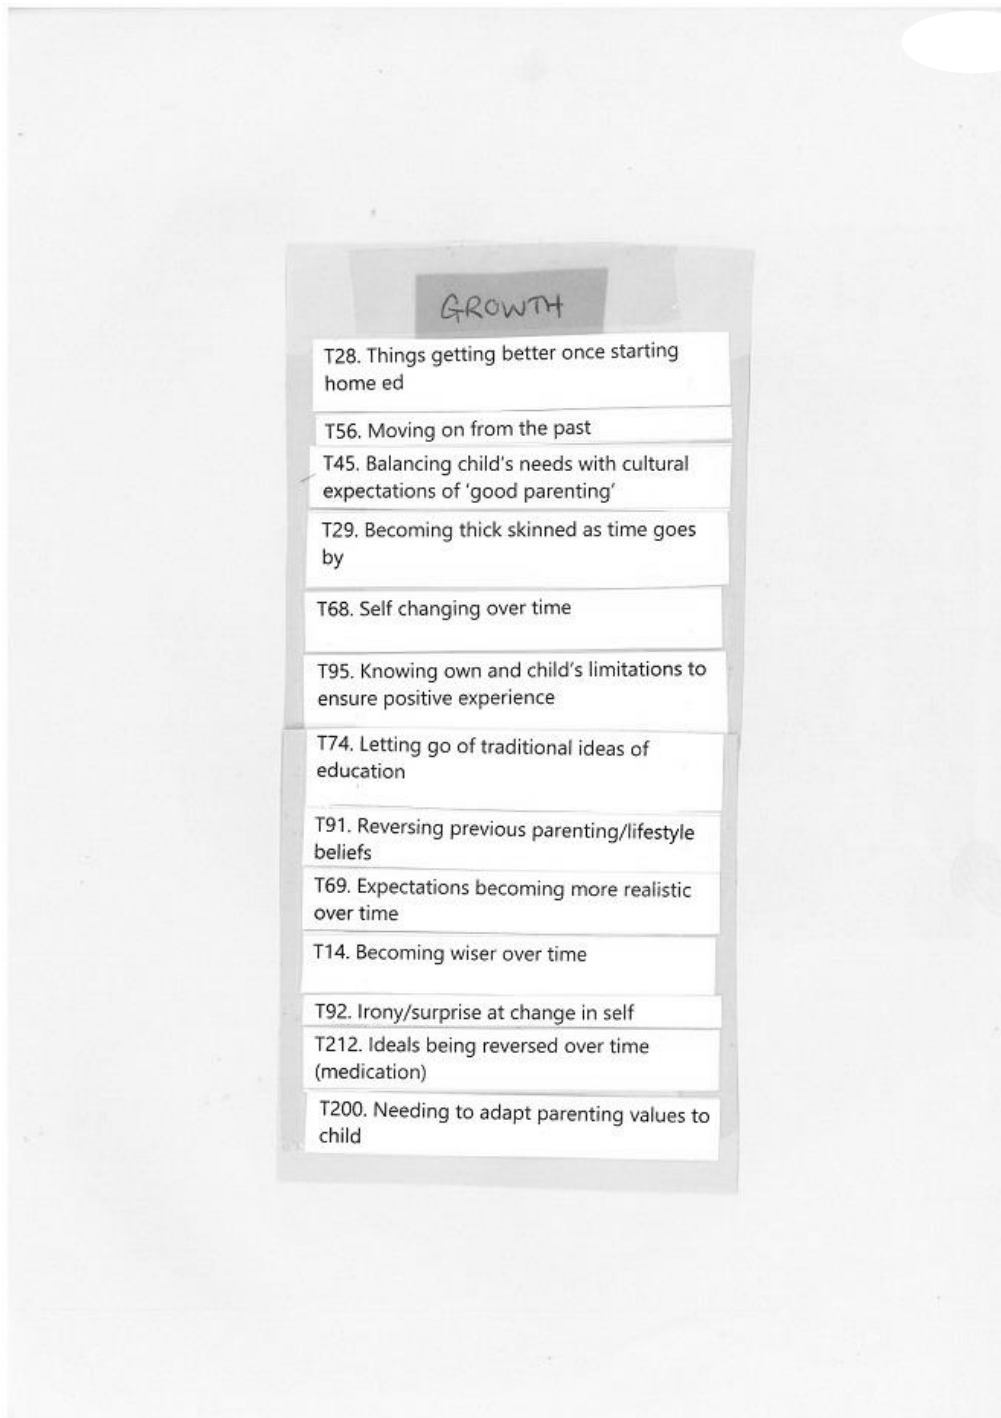 GROWTH
T28. Things getting better once starting
home ed
T56. Moving on from the past
T45. Balancing child's needs with cultural
expectations of 'good parenting'
T29. Becoming thick skinned as time goes
by
T68. Self changing over time
T95. Knowing own and child's limitations to
ensure positive experience
T74. Letting go of traditional ideas of
education
T91. Reversing previous parenting/lifestyle
beliefs
T69. Expectations becoming more realistic
over time
T14. Becoming wiser over time
T92. Irony/surprise at change in self
T212. Ideals being reversed over time
(medication)
T200. Needing to adapt parenting values to
child